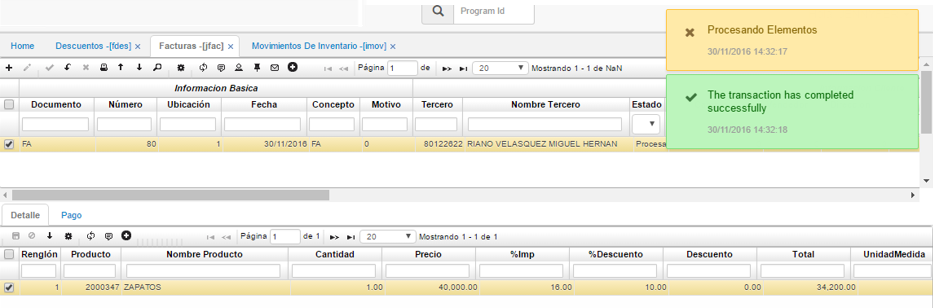 Program Id
Procesando Elementos
30/11/2016 14:32:17
The transaction has completed
successfully
30/11/2016 14:32:18
Home Descuentos -[fdes] x Facturas -[jfac] x Movimientos De Inventario -[imov] x
Página 1 de 20 Mostrando 1 - 1 de NaN
Informacion Basica
Documento Número Ubicación Fecha Concepto Motivo Tercero Nombre Tercero Estado
FA 80 1 30/11/2016 FA 0 80122622 RIANO VELASQUEZ MIGUEL HERNAN Procesa
Detalle Pago
Página 1 de 1 20 Mostrando 1 - 1 de 1
Renglón Producto Nombre Producto Cantidad Precio %Imp %Descuento Descuento Total UnidadMedida
1 2000347 ZAPATOS 1.00 40,000.00 16.00 10.00 0.00 34,200.00